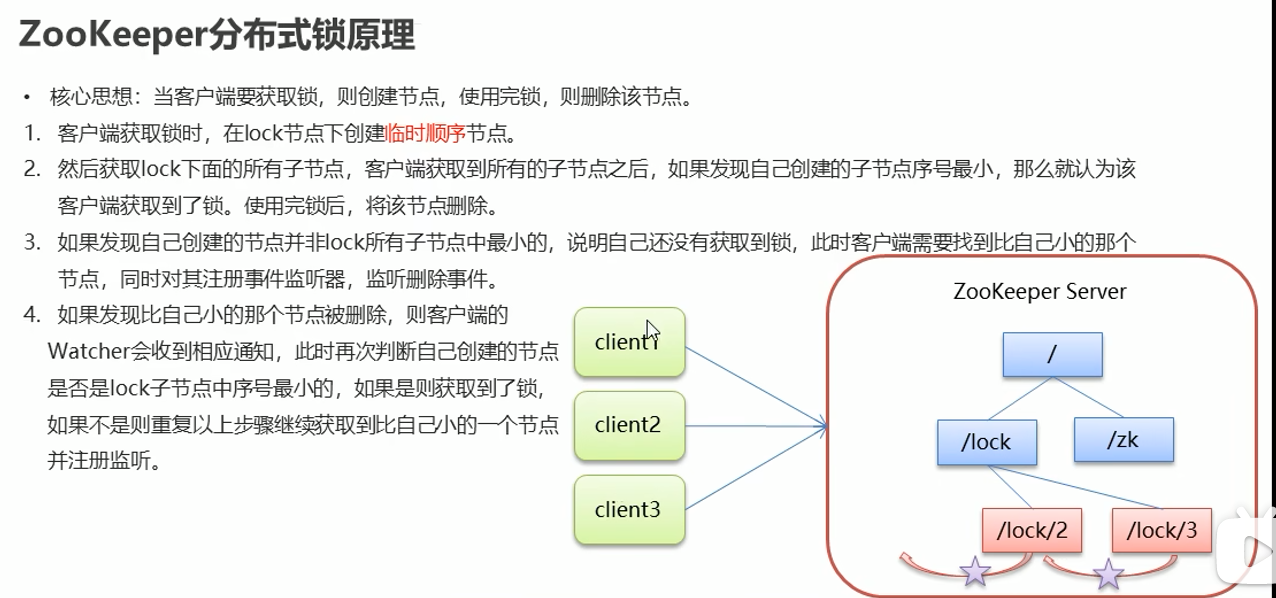 ZooKeeper分布式锁原理
• 核心思想：当客户端要获取锁，则创建节点，使用完锁，则删除该节点。
1. 客户端获取锁时，在lock节点下创建临时顺序节点。
2. 然后获取lock下面的所有子节点，客户端获取到所有的子节点之后，如果发现自己创建的子节点序号最小，那么就认为该
客户端获取到了锁。使用完锁后，将该节点删除。
3. 如果发现自己创建的节点并非lock所有子节点中最小的，说明自己还没有获取到锁，此时客户端需要找到比自己小的那个
节点，同时对其注册事件监听器，监听删除事件。
4. 如果发现比自己小的那个节点被删除，则客户端的
Watcher会收到相应通知，此时再次判断自己创建的节点
是否是lock子节点中序号最小的，如果是则获取到了锁，
如果不是则重复以上步骤继续获取到比自己小的一个节点
并注册监听。
client1
client2
client3
ZooKeeper Server
/
/lock
/zk
/lock/2
/lock/3